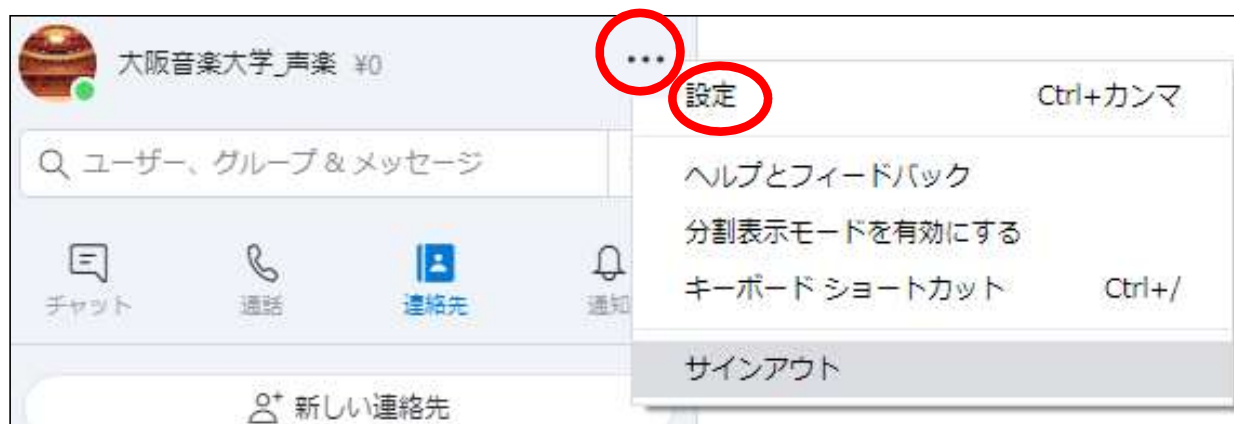 大阪音楽大学_声楽 ¥0
設定 Ctrl+カンマ
ユーザー、グループ & メッセージ
ヘルプとフィードバック
分割表示モードを有効にする
チャット 通話 連絡先 通知
キーボード ショートカット Ctrl+/
サインアウト
新しい連絡先